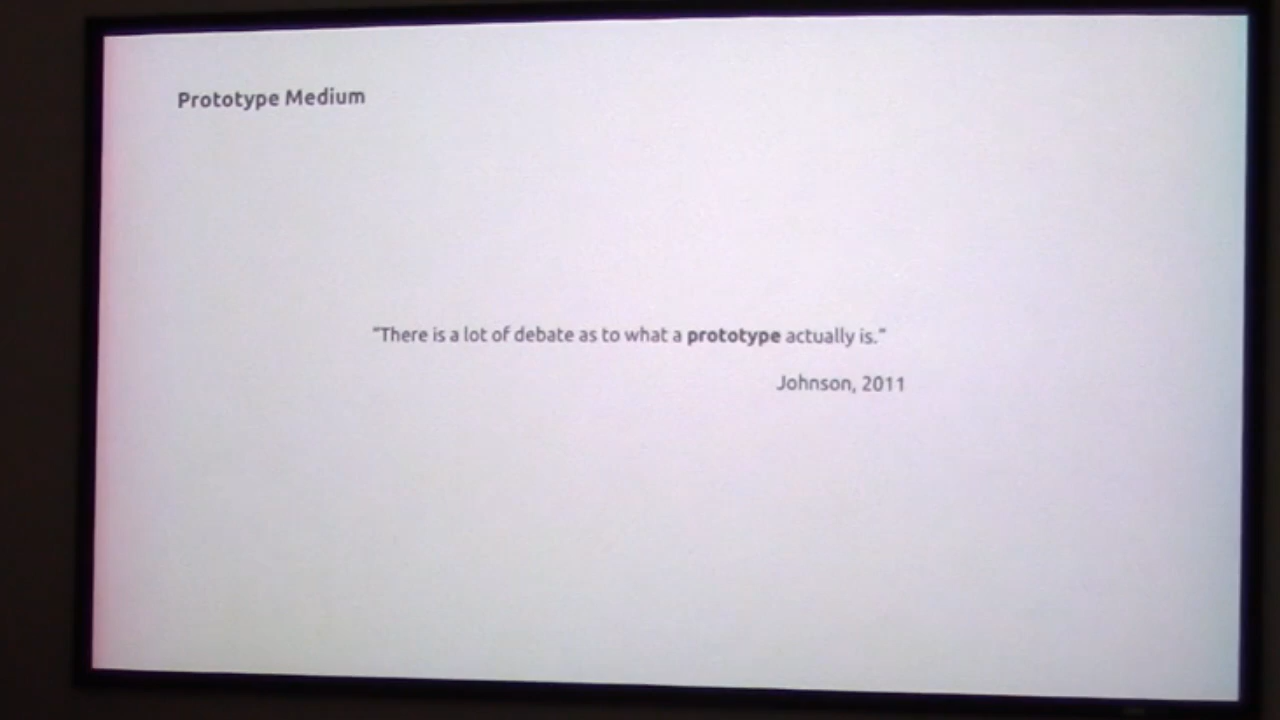 Prototype Medium
"There is a lot of debate as to what a prototype actually is."
Johnson, 2011